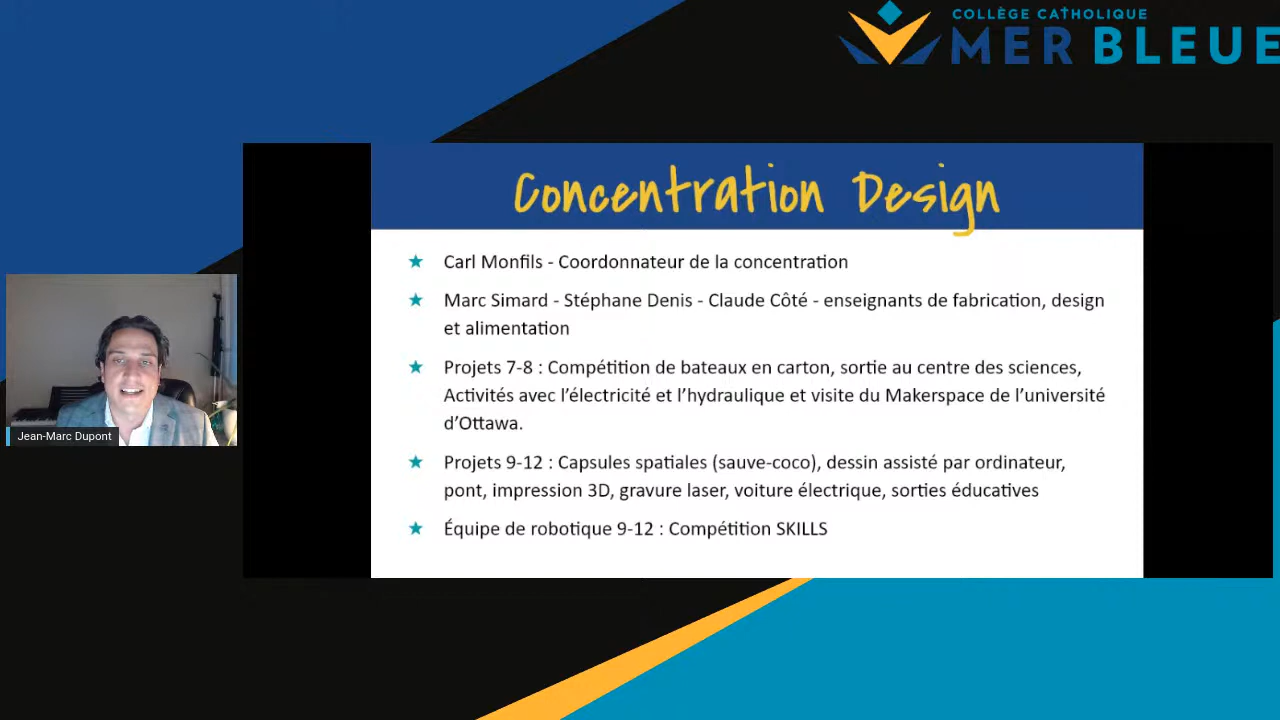 COLLÈGE CATHOLIQUE
MER BLEUE
Concentration Design
Carl Monfils - Coordonnateur de la concentration
Marc Simard - Stéphane Denis - Claude Côté - enseignants de fabrication, design
et alimentation
Projets 7-8 : Compétition de bateaux en carton, sortie au centre des sciences,
Activités avec l’électricité et l’hydraulique et visite du Makerspace de l’université
d’Ottawa.
Projets 9-12 : Capsules spatiales (sauve-coco), dessin assisté par ordinateur,
pont, impression 3D, gravure laser, voiture électrique, sorties éducatives
Équipe de robotique 9-12 : Compétition SKILLS
Jean-Marc Dupont